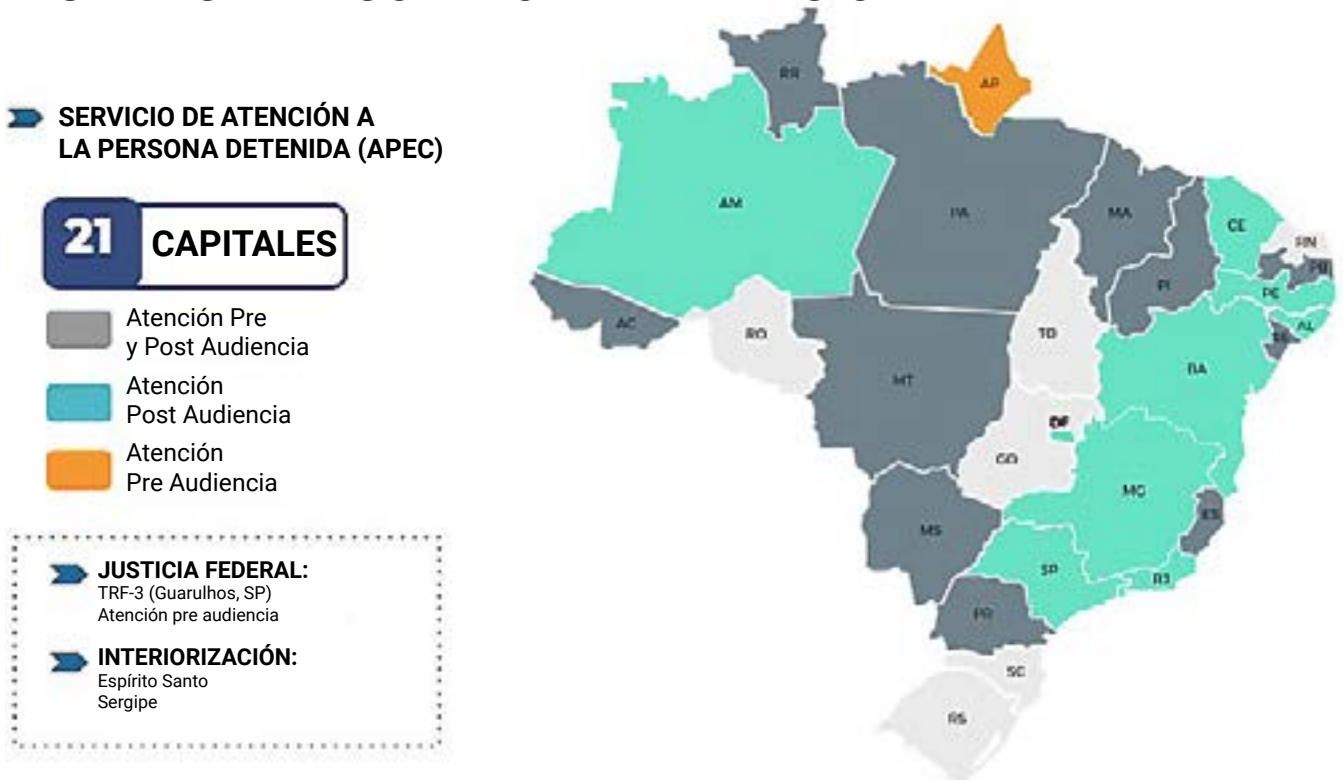 SERVICIO DE ATENCIÓN A
LA PERSONA DETENIDA (APEC)
21 CAPITALES
Atención Pre
y Post Audiencia
Atención
Post Audiencia
Atención
Pre Audiencia
JUSTICIA FEDERAL:
TRF-3 (Guarulhos, SP)
Atención pre audiencia
INTERIORIZACIÓN:
Espírito Santo
Sergipe
RR
AP
AM
PA
MA
CE
RN
PB
PI
PE
AC
AL
RO
TO
SE
MT
BA
DF
GO
MG
MS
ES
SP
RJ
PR
SC
RS